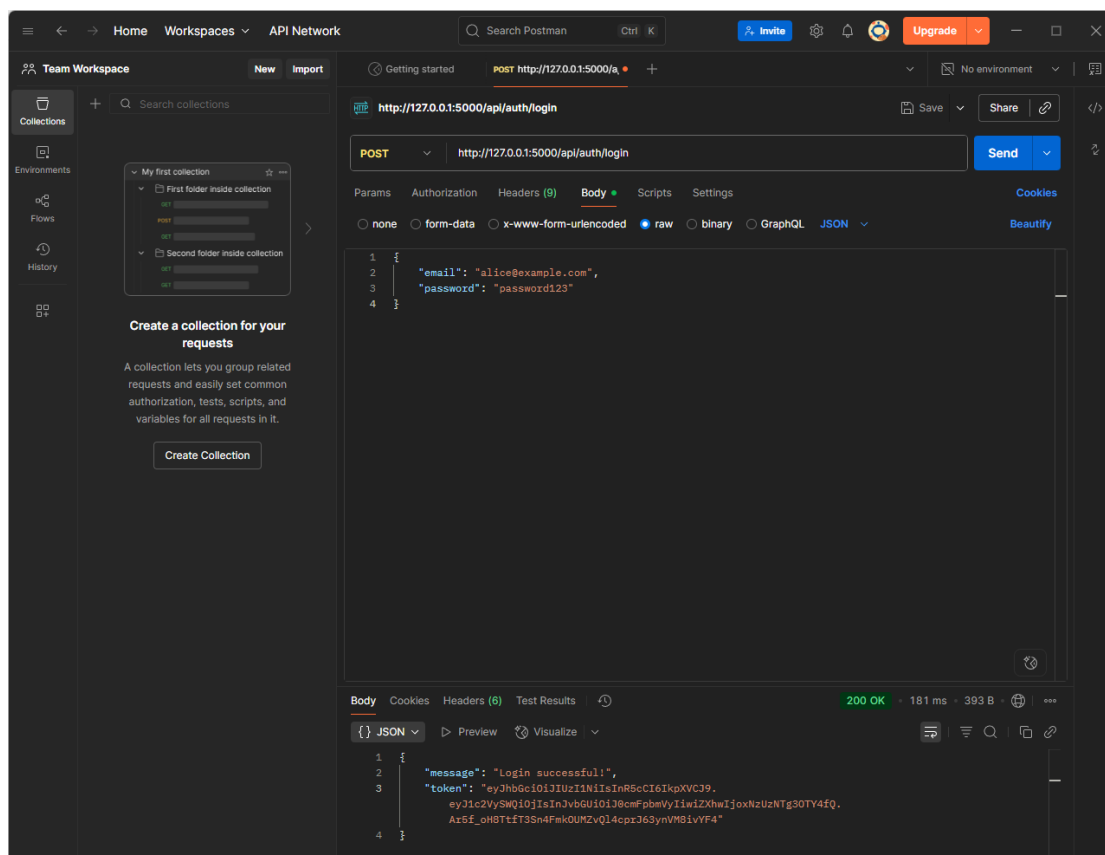 Home Workspaces API Network Search Postman Ctrl K Invite Upgrade
Team Workspace New Import
Getting started POST http://127.0.0.1:5000/a No environment
Collections
Environments
Flows
History
Search collections
My first collection
First folder inside collection
GET
POST
GET
Second folder inside collection
GET
GET
Create a collection for your
requests
A collection lets you group related
requests and easily set common
authorization, tests, scripts, and
variables for all requests in it.
Create Collection
HTTP http://127.0.0.1:5000/api/auth/login Save Share
POST http://127.0.0.1:5000/api/auth/login Send
Params Authorization Headers (9) Body Scripts Settings Cookies
none form-data x-www-form-urlencoded raw binary GraphQL JSON Beautify
1 {
2 "email": "alice@example.com",
3 "password": "password123"
4 }
Body Cookies Headers (6) Test Results 200 OK 181 ms 393 B
{} JSON Preview Visualize
1 {
2 "message": "Login successful!",
3 "token": "eyJhbGciOiJIUzI1NiIsInR5cCI6IkpXVCJ9.
eyJ1c2VySWQiOjIsInJvbGUiOiJ0cmFpbmVyIiwiZXhwIjoxNzUzNTg3OTY4fQ.
Ar5f_oH8TtfT3Sn4FmkOUMZvQl4cprJ63ynVM8ivYF4"
4 }